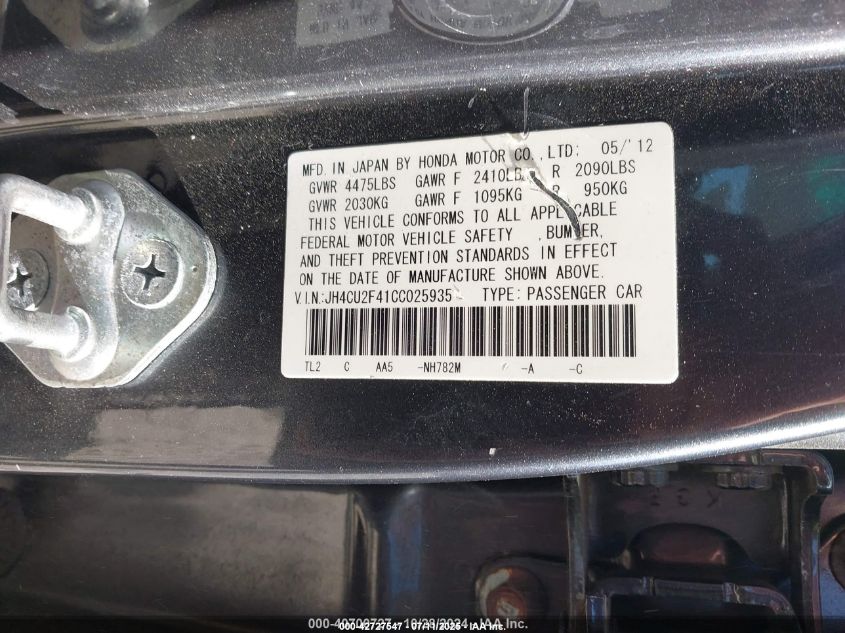 MFD. IN JAPAN BY HONDA MOTOR CO.,LTD; 05/'12
GVWR 4475LBS GAWR F 2410LB R 2090LBS
GVWR 2030KG GAWR F 1095KG R 950KG
THIS VEHICLE CONFORMS TO ALL APPLICABLE
FEDERAL MOTOR VEHICLE SAFETY , BUMPER,
AND THEFT PREVENTION STANDARDS IN EFFECT
ON THE DATE OF MANUFACTURE SHOWN ABOVE.
V.I.N.:JH4CU2F41CC025935 TYPE: PASSENGER CAR
TL2 C AA5 -NH782M -A -C
000-42727547 07/11/2025 IAA Inc.